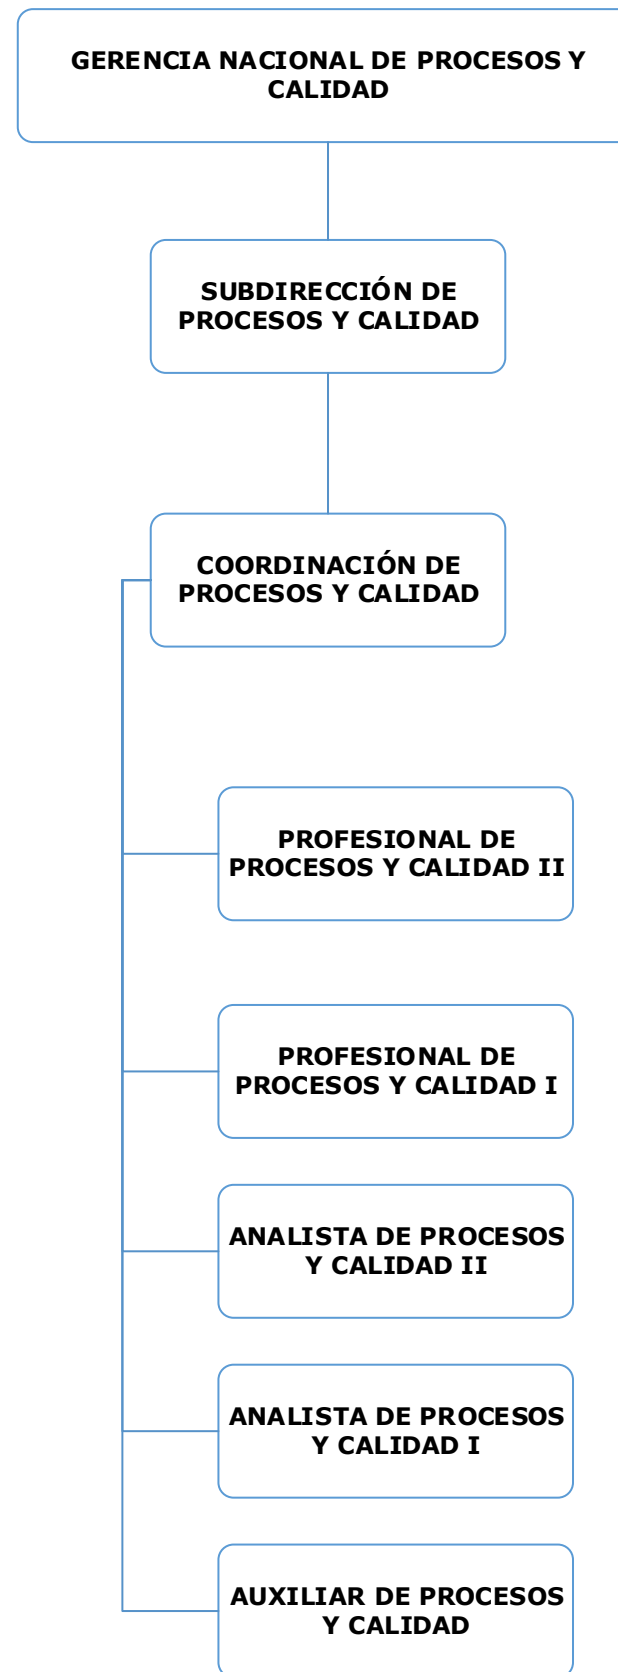 GERENCIA NACIONAL DE PROCESOS Y
CALIDAD
SUBDIRECCIÓN DE
PROCESOS Y CALIDAD
COORDINACIÓN DE
PROCESOS Y CALIDAD
PROFESIONAL DE
PROCESOS Y CALIDAD II
PROFESIONAL DE
PROCESOS Y CALIDAD I
ANALISTA DE PROCESOS
Y CALIDAD II
ANALISTA DE PROCESOS
Y CALIDAD I
AUXILIAR DE PROCESOS
Y CALIDAD